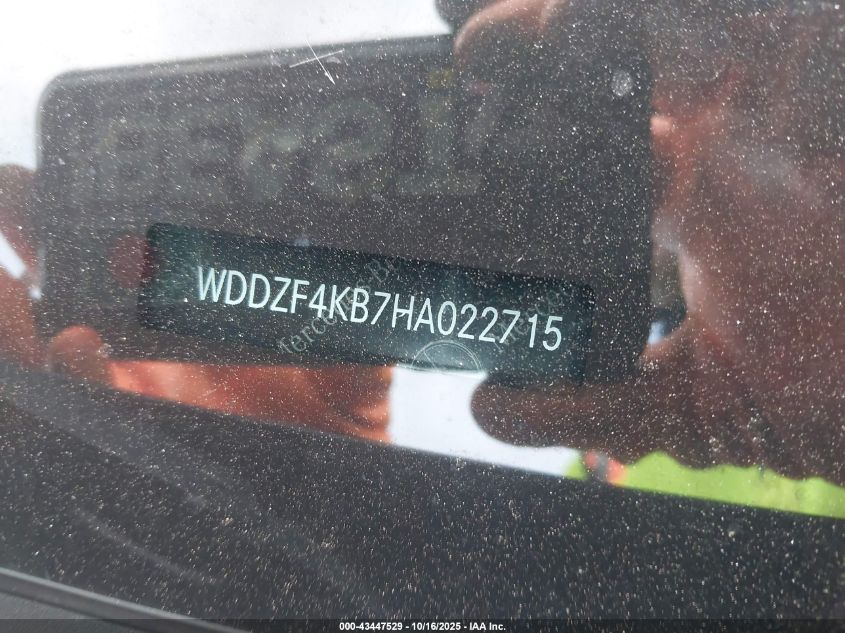 WDDZF4KB7HA022715
000-43447529 - 10/16/2025 - IAA Inc.